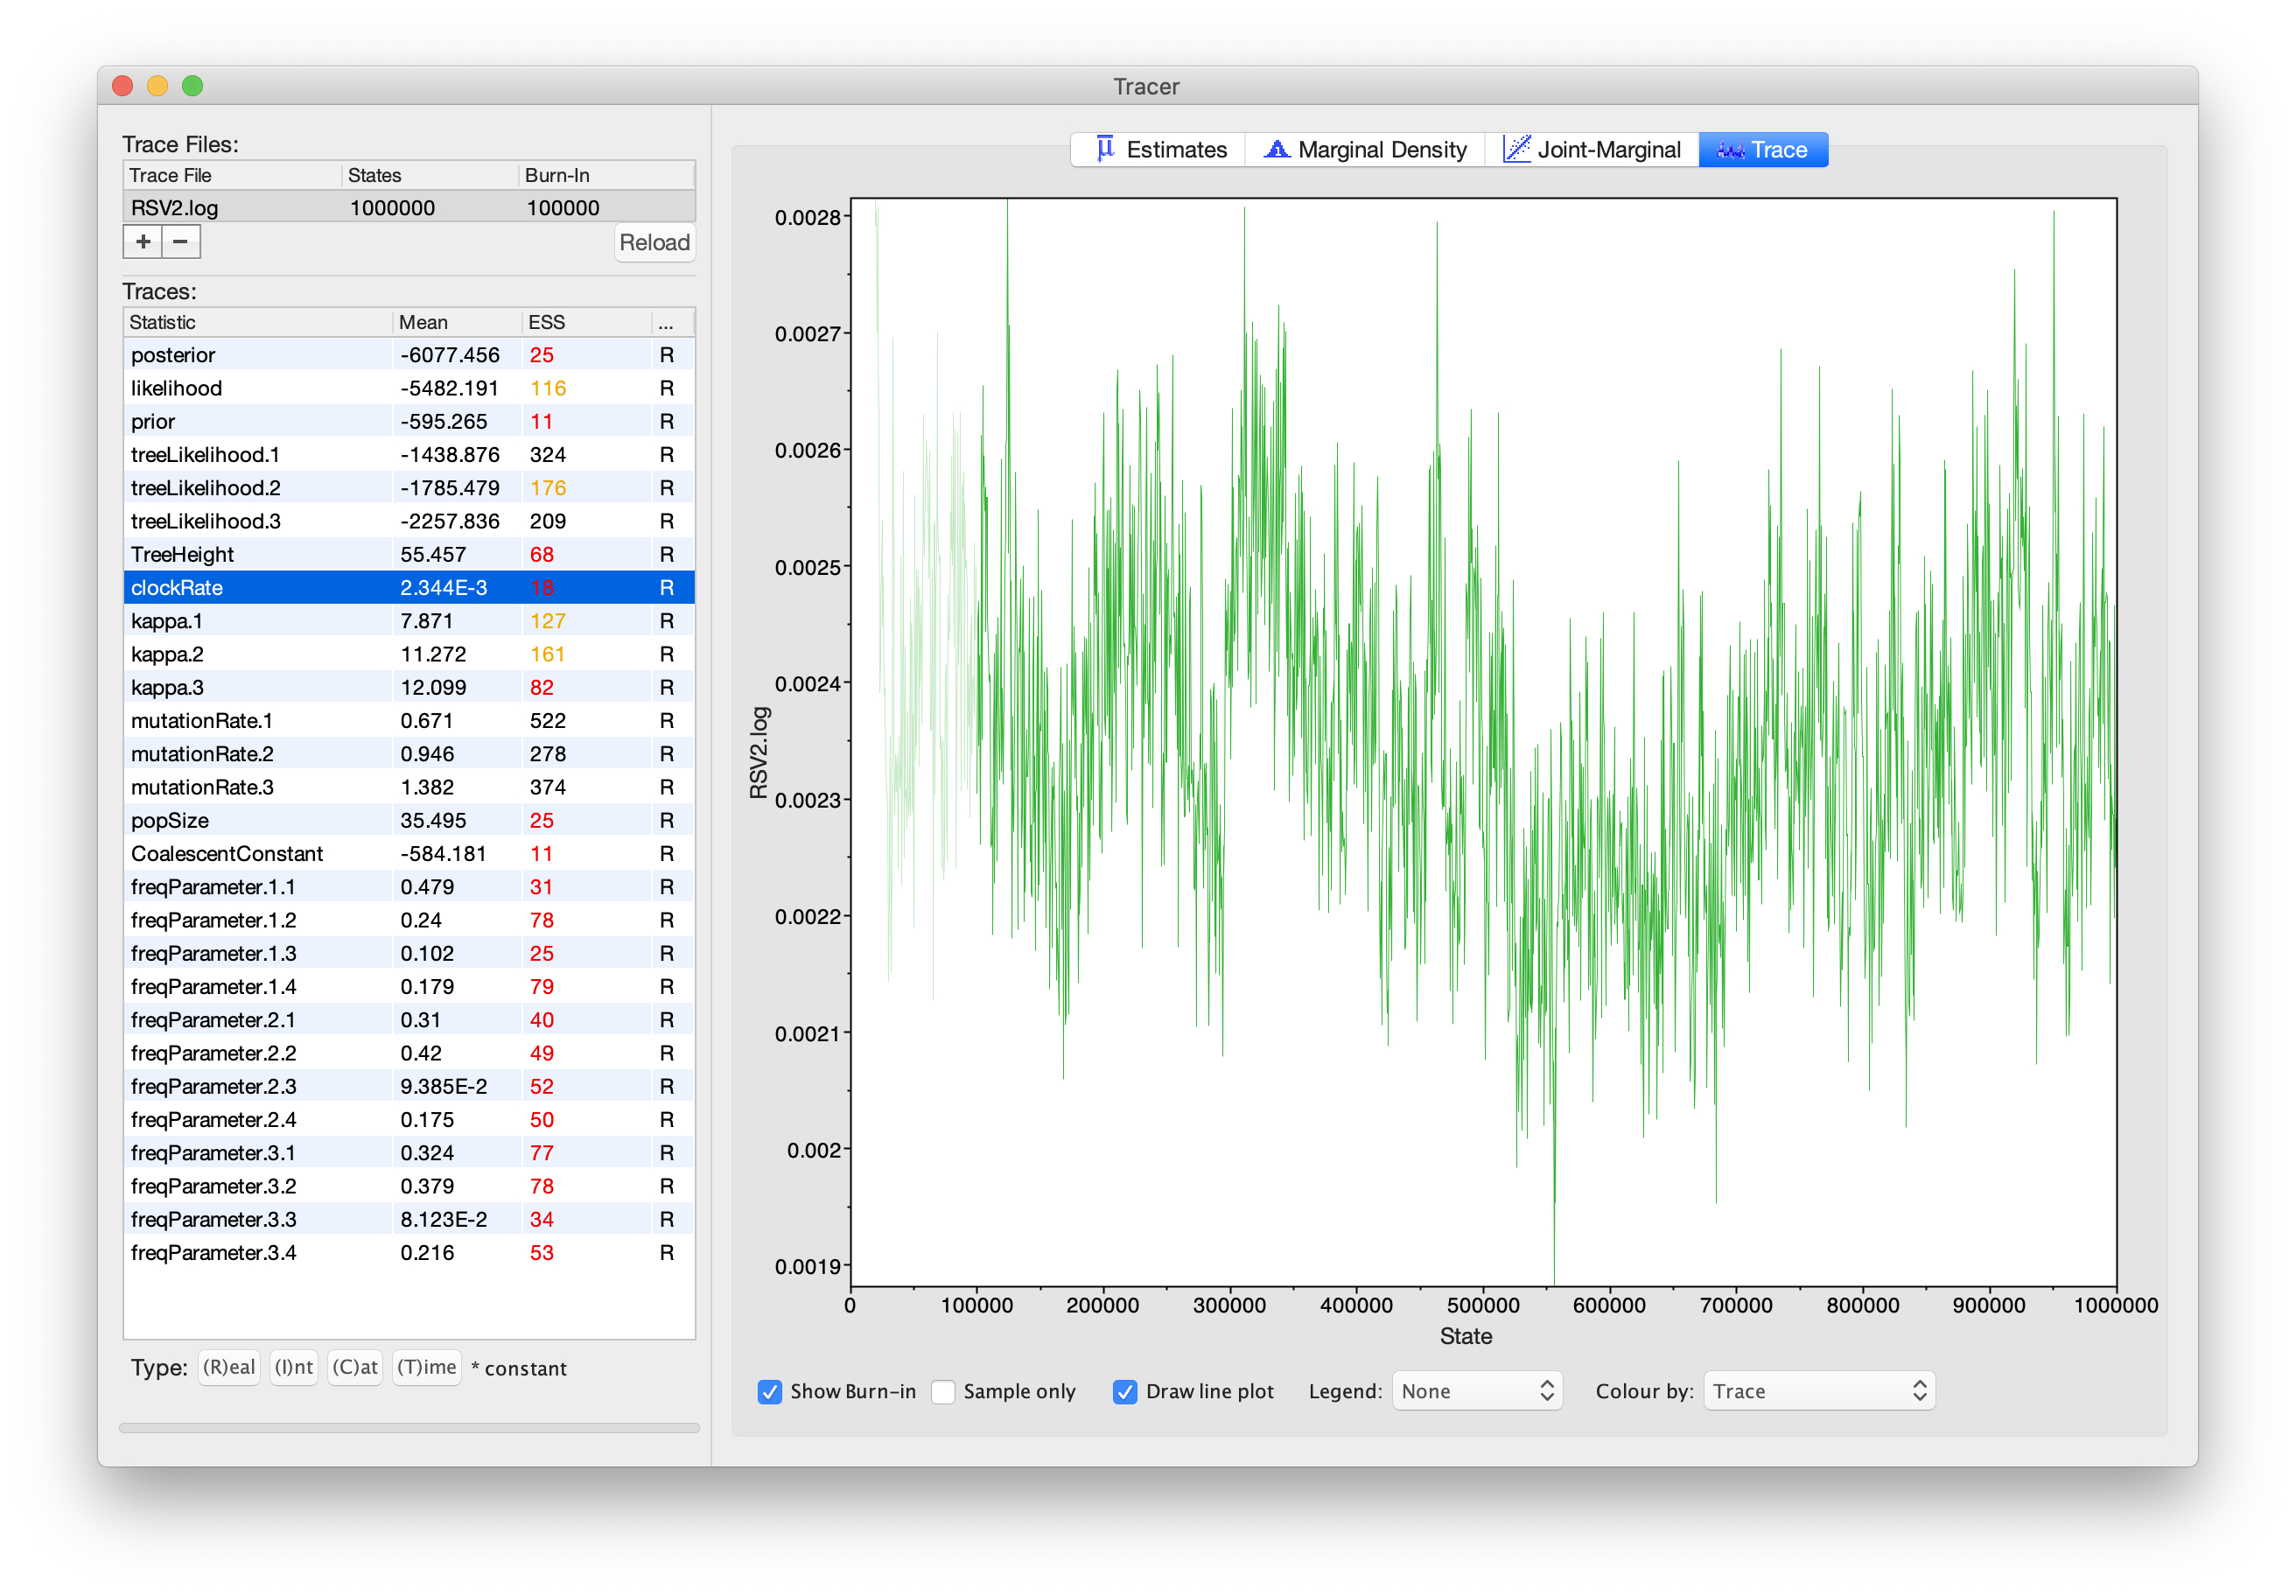 Tracer
Trace Files:
Trace File States Burn-In
RSV2.log 1000000 100000
+ − Reload
Traces:
Statistic Mean ESS ...
posterior -6077.456 25 R
likelihood -5482.191 116 R
prior -595.265 11 R
treeLikelihood.1 -1438.876 324 R
treeLikelihood.2 -1785.479 176 R
treeLikelihood.3 -2257.836 209 R
TreeHeight 55.457 68 R
clockRate 2.344E-3 18 R
kappa.1 7.871 127 R
kappa.2 11.272 161 R
kappa.3 12.099 82 R
mutationRate.1 0.671 522 R
mutationRate.2 0.946 278 R
mutationRate.3 1.382 374 R
popSize 35.495 25 R
CoalescentConstant -584.181 11 R
freqParameter.1.1 0.479 31 R
freqParameter.1.2 0.24 78 R
freqParameter.1.3 0.102 25 R
freqParameter.1.4 0.179 79 R
freqParameter.2.1 0.31 40 R
freqParameter.2.2 0.42 49 R
freqParameter.2.3 9.385E-2 52 R
freqParameter.2.4 0.175 50 R
freqParameter.3.1 0.324 77 R
freqParameter.3.2 0.379 78 R
freqParameter.3.3 8.123E-2 34 R
freqParameter.3.4 0.216 53 R
Type: (R)eal (I)nt (C)at (T)ime * constant
μ Estimates Marginal Density Joint-Marginal Trace
0.0028
0.0027
0.0026
0.0025
0.0024
0.0023
0.0022
0.0021
0.002
0.0019
RSV2.log
0 100000 200000 300000 400000 500000 600000 700000 800000 900000 1000000
State
Show Burn-in Sample only Draw line plot Legend: None Colour by: Trace